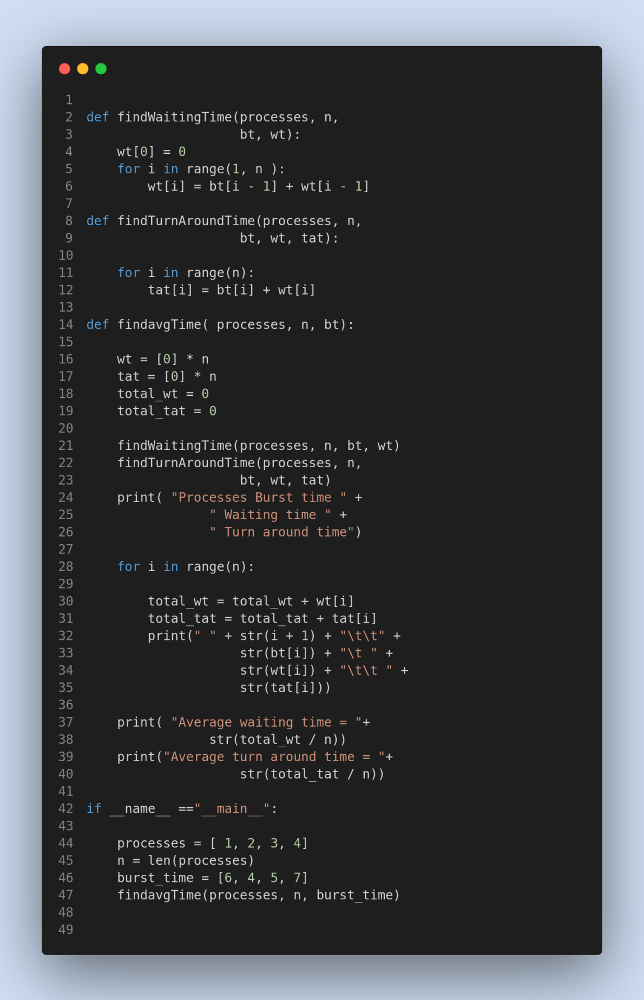 1
2 def findWaitingTime(processes, n,
3                     bt, wt):
4     wt[0] = 0
5     for i in range(1, n ):
6         wt[i] = bt[i - 1] + wt[i - 1]
7
8 def findTurnAroundTime(processes, n,
9                     bt, wt, tat):
10
11     for i in range(n):
12         tat[i] = bt[i] + wt[i]
13
14 def findavgTime( processes, n, bt):
15
16     wt = [0] * n
17     tat = [0] * n
18     total_wt = 0
19     total_tat = 0
20
21     findWaitingTime(processes, n, bt, wt)
22     findTurnAroundTime(processes, n,
23                     bt, wt, tat)
24     print( "Processes Burst time " +
25                 " Waiting time " +
26                 " Turn around time")
27
28     for i in range(n):
29
30         total_wt = total_wt + wt[i]
31         total_tat = total_tat + tat[i]
32         print(" " + str(i + 1) + "\t\t" +
33                     str(bt[i]) + "\t " +
34                     str(wt[i]) + "\t\t " +
35                     str(tat[i]))
36
37     print( "Average waiting time = "+
38                 str(total_wt / n))
39     print("Average turn around time = "+
40                     str(total_tat / n))
41
42 if __name__ =="__main__":
43
44     processes = [ 1, 2, 3, 4]
45     n = len(processes)
46     burst_time = [6, 4, 5, 7]
47     findavgTime(processes, n, burst_time)
48
49